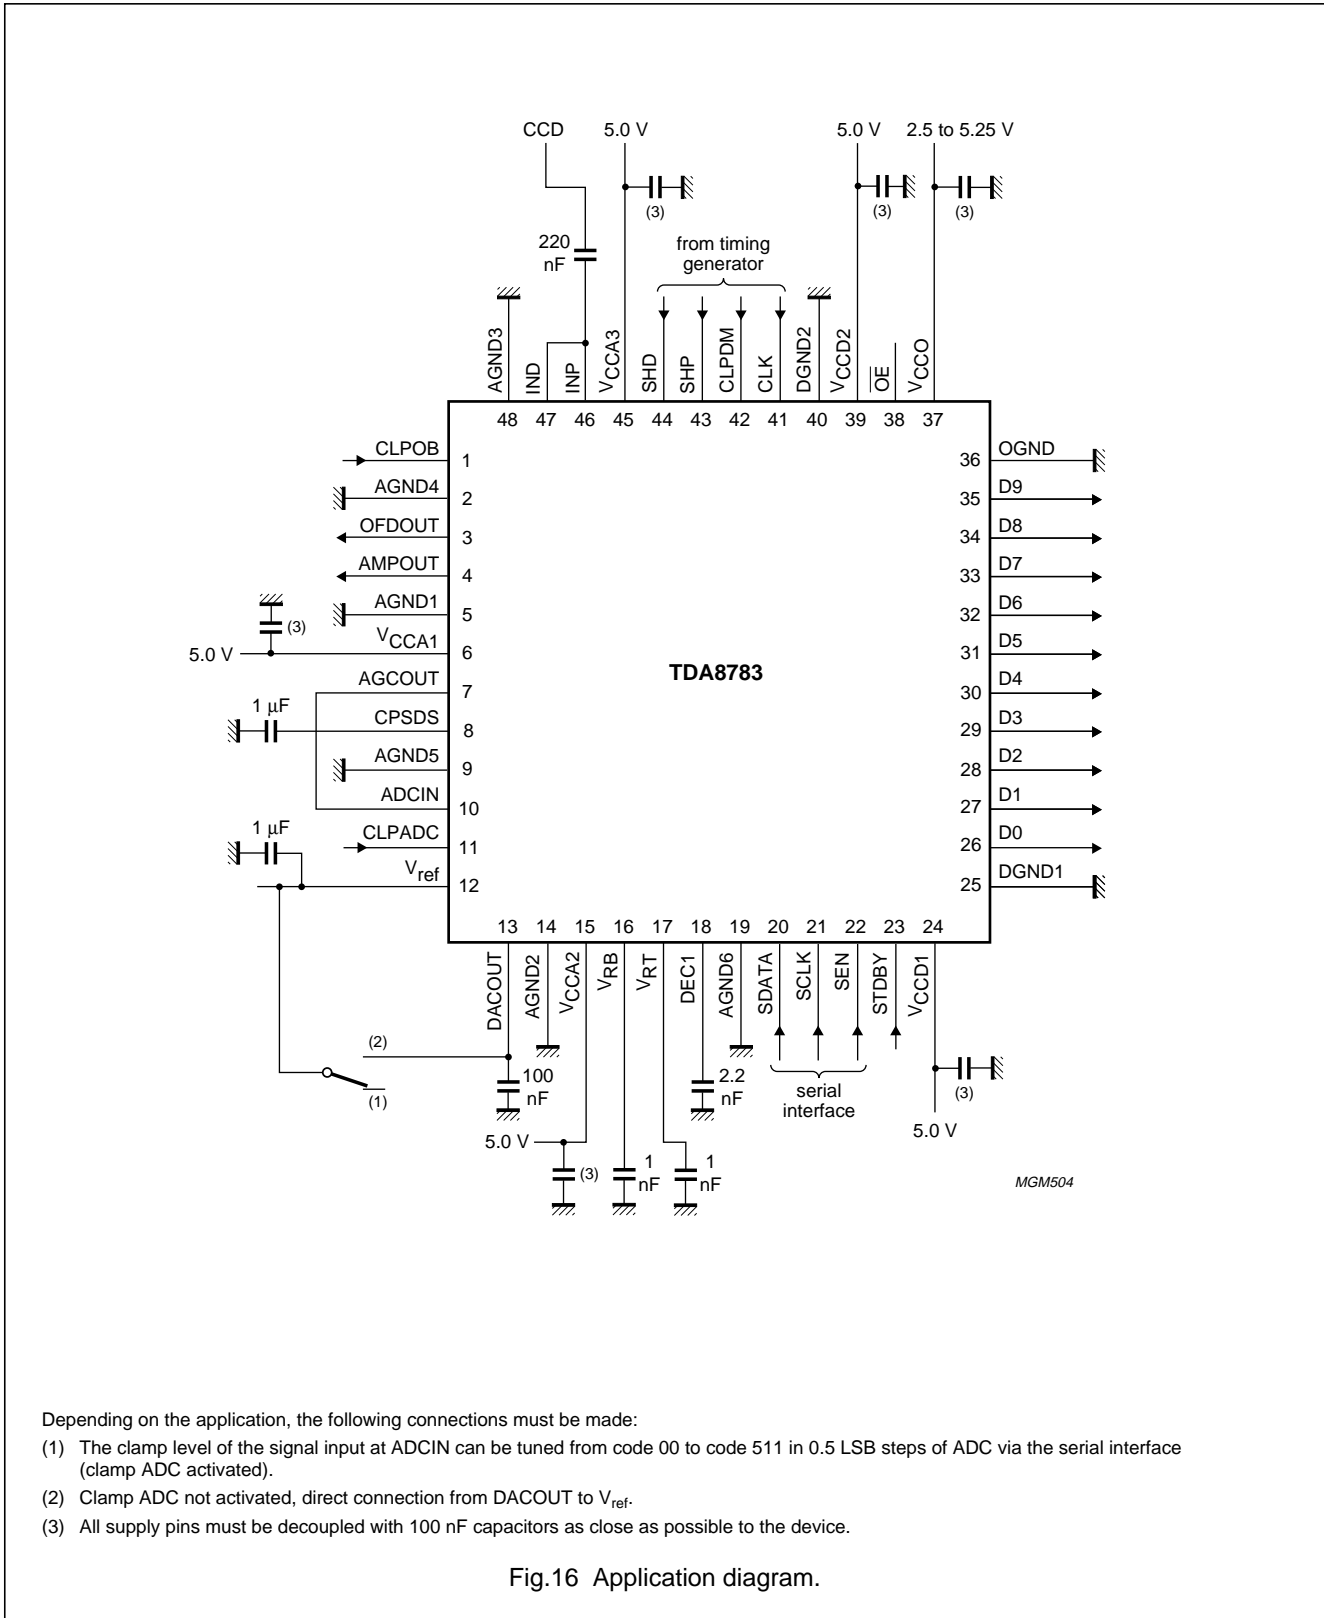 CCD 5.0 V 5.0 V 2.5 to 5.25 V
(3) (3) (3)
220
nF
from timing
generator
AGND3
IND
INP
VCCA3
SHD
SHP
CLPDM
CLK
DGND2
VCCD2
OE
VCCO
48 47 46 45 44 43 42 41 40 39 38 37
CLPOB 1
AGND4 2
OFDOUT 3
AMPOUT 4
AGND1 5
(3)
5.0 V VCCA1 6
AGCOUT 7
1 μF
CPSDS 8
AGND5 9
ADCIN 10
1 μF
CLPADC 11
Vref 12
TDA8783
36 OGND
35 D9
34 D8
33 D7
32 D6
31 D5
30 D4
29 D3
28 D2
27 D1
26 D0
25 DGND1
13 14 15 16 17 18 19 20 21 22 23 24
DACOUT
AGND2
VCCA2
VRB
VRT
DEC1
AGND6
SDATA
SCLK
SEN
STDBY
VCCD1
(2)
(1)
100
nF
2.2
nF
serial
interface
(3)
5.0 V
5.0 V
(3)
1
nF
1
nF
MGM504
Depending on the application, the following connections must be made:
(1) The clamp level of the signal input at ADCIN can be tuned from code 00 to code 511 in 0.5 LSB steps of ADC via the serial interface
(clamp ADC activated).
(2) Clamp ADC not activated, direct connection from DACOUT to Vref.
(3) All supply pins must be decoupled with 100 nF capacitors as close as possible to the device.
Fig.16 Application diagram.